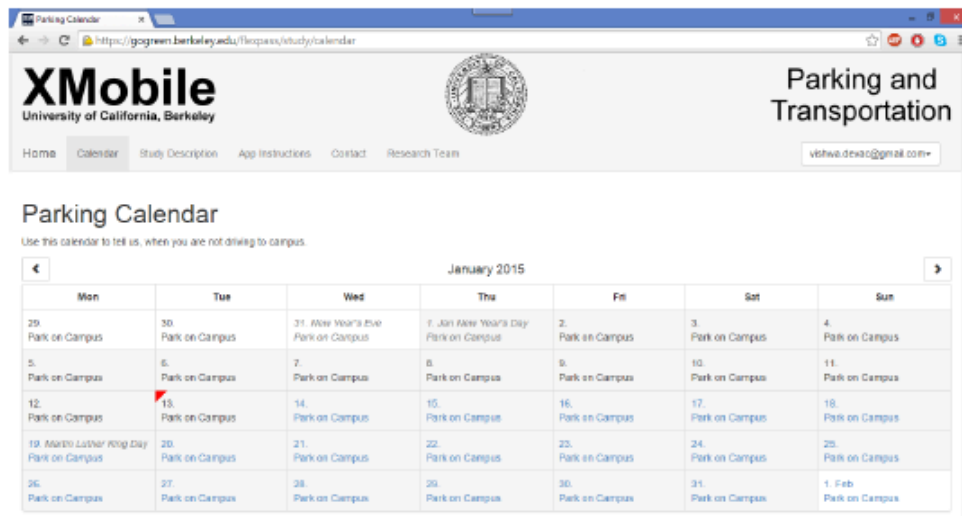 Parking Calendar
https://gogreen.berkeley.edu/flexpass/study/calendar
XMobile
University of California, Berkeley
Parking and
Transportation
Home Calendar Study Description App Instructions Contact Research Team vishwa.devac@gmail.com
Parking Calendar
Use this calendar to tell us, when you are not driving to campus.
January 2015
Mon Tue Wed Thu Fri Sat Sun
29. 30. 31. New Year's Eve 1. Jan New Year's Day 2. 3. 4.
Park on Campus Park on Campus Park on Campus Park on Campus Park on Campus Park on Campus Park on Campus
5. 6. 7. 8. 9. 10. 11.
Park on Campus Park on Campus Park on Campus Park on Campus Park on Campus Park on Campus Park on Campus
12. 13. 14. 15. 16. 17. 18.
Park on Campus Park on Campus Park on Campus Park on Campus Park on Campus Park on Campus Park on Campus
19. Martin Luther King Day 20. 21. 22. 23. 24. 25.
Park on Campus Park on Campus Park on Campus Park on Campus Park on Campus Park on Campus Park on Campus
26. 27. 28. 29. 30. 31. 1. Feb
Park on Campus Park on Campus Park on Campus Park on Campus Park on Campus Park on Campus Park on Campus